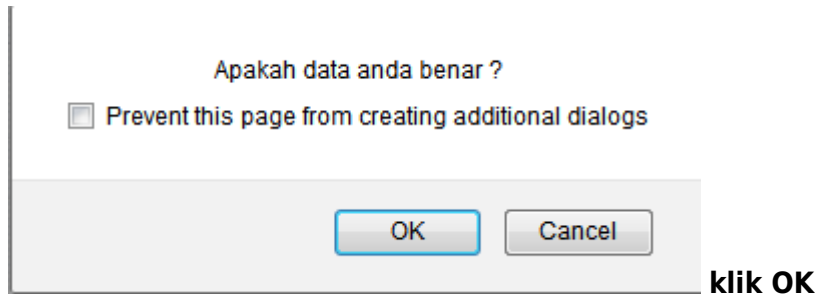 Apakah data anda benar ?
Prevent this page from creating additional dialogs
OK Cancel
klik OK